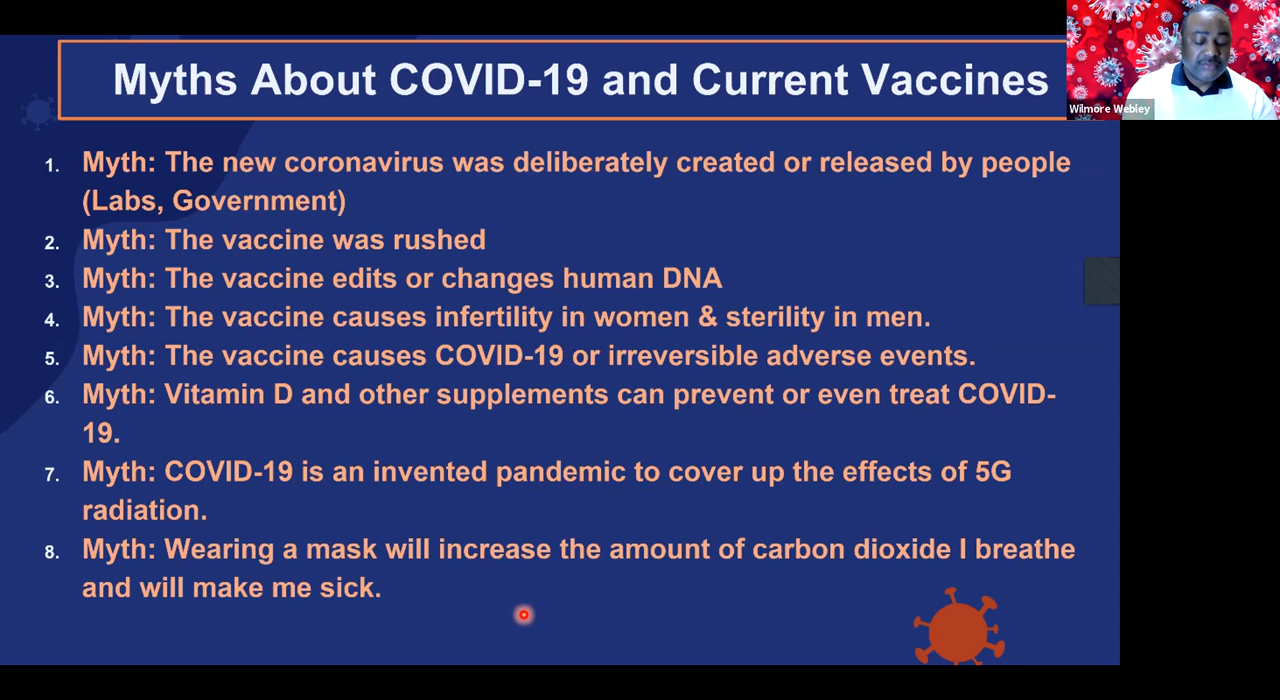 Myths About COVID-19 and Current Vaccines
Wilmore Webley
1. Myth: The new coronavirus was deliberately created or released by people
(Labs, Government)
2. Myth: The vaccine was rushed
3. Myth: The vaccine edits or changes human DNA
4. Myth: The vaccine causes infertility in women & sterility in men.
5. Myth: The vaccine causes COVID-19 or irreversible adverse events.
6. Myth: Vitamin D and other supplements can prevent or even treat COVID-
19.
7. Myth: COVID-19 is an invented pandemic to cover up the effects of 5G
radiation.
8. Myth: Wearing a mask will increase the amount of carbon dioxide I breathe
and will make me sick.